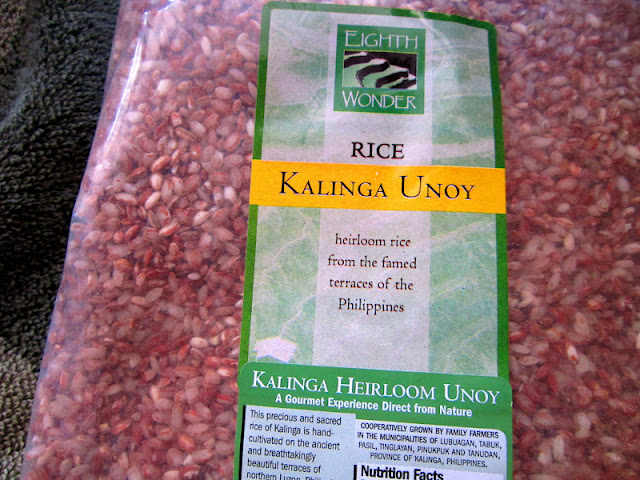 EIGHTH
WONDER
RICE
KALINGA UNOY
heirloom rice
from the famed
terraces of the
Philippines
KALINGA HEIRLOOM UNOY
A Gourmet Experience Direct from Nature
This precious and sacred
rice of Kalinga is hand-
cultivated on the ancient
and breathtakingly
beautiful terraces of
northern Luzon,
COOPERATIVELY GROWN BY FAMILY FARMERS
IN THE MUNICIPALITIES OF LUBUAGAN, TABUK,
PASIL, TINGLAYAN, PINUKPUK AND TANUDAN,
PROVINCE OF KALINGA, PHILIPPINES.
Nutrition Facts